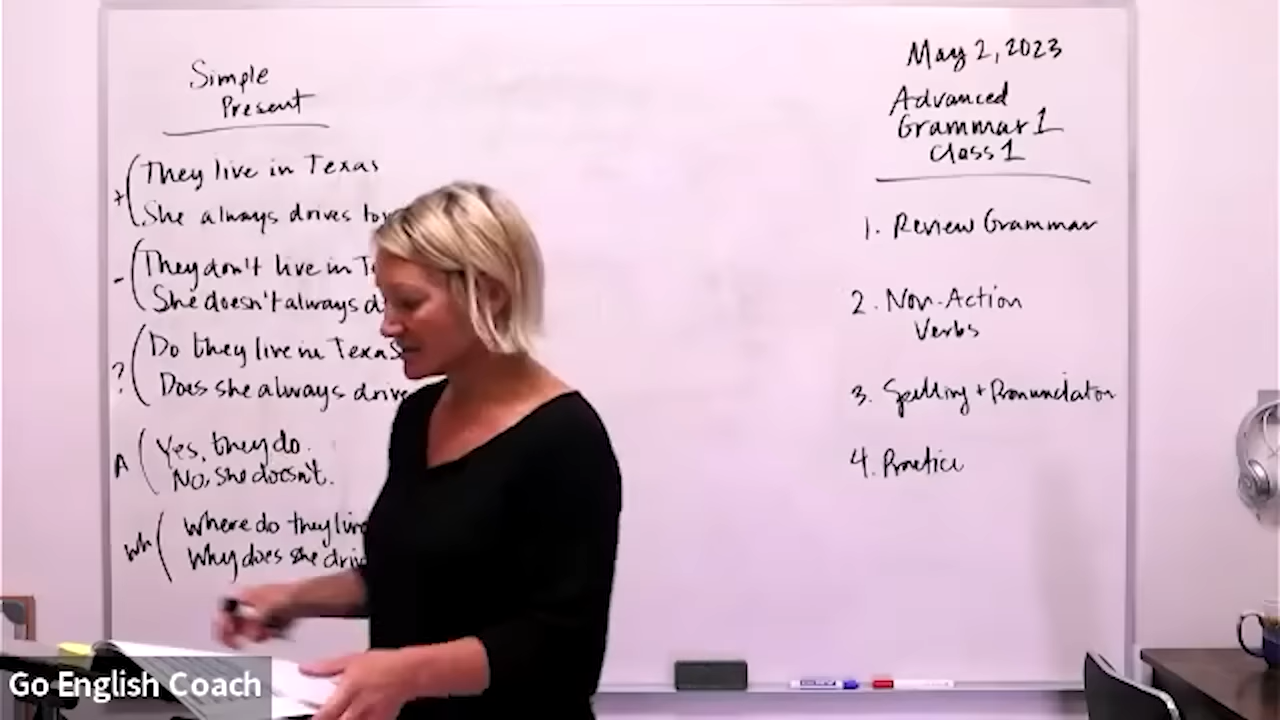 Simple
Present
+ They live in Texas
She always drives
- They don't live in
She doesn't always
? Do they live in Texas
Does she always drive
A Yes, they do.
No, she doesn't.
Wh Where do they live
Why does she
May 2, 2023
Advanced
Grammar 1
Class 1
1. Review Grammar
2. Non-Action
Verbs
3. Spelling + Pronunciation
4. Practice
Go English Coach